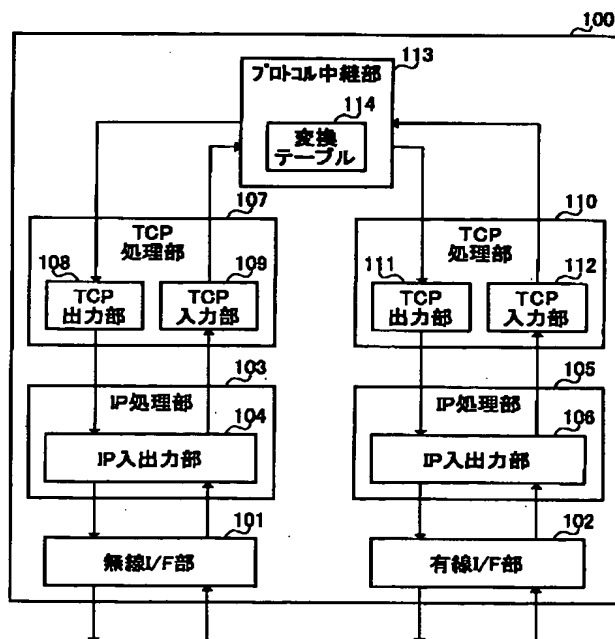 100
113
プロトコル中継部
114
変換
テーブル
107
TCP
処理部
108
109
TCP
出力部
TCP
入力部
110
TCP
処理部
111
112
TCP
出力部
TCP
入力部
103
IP処理部
104
IP入出力部
105
IP処理部
106
IP入出力部
101
無線I/F部
102
有線I/F部